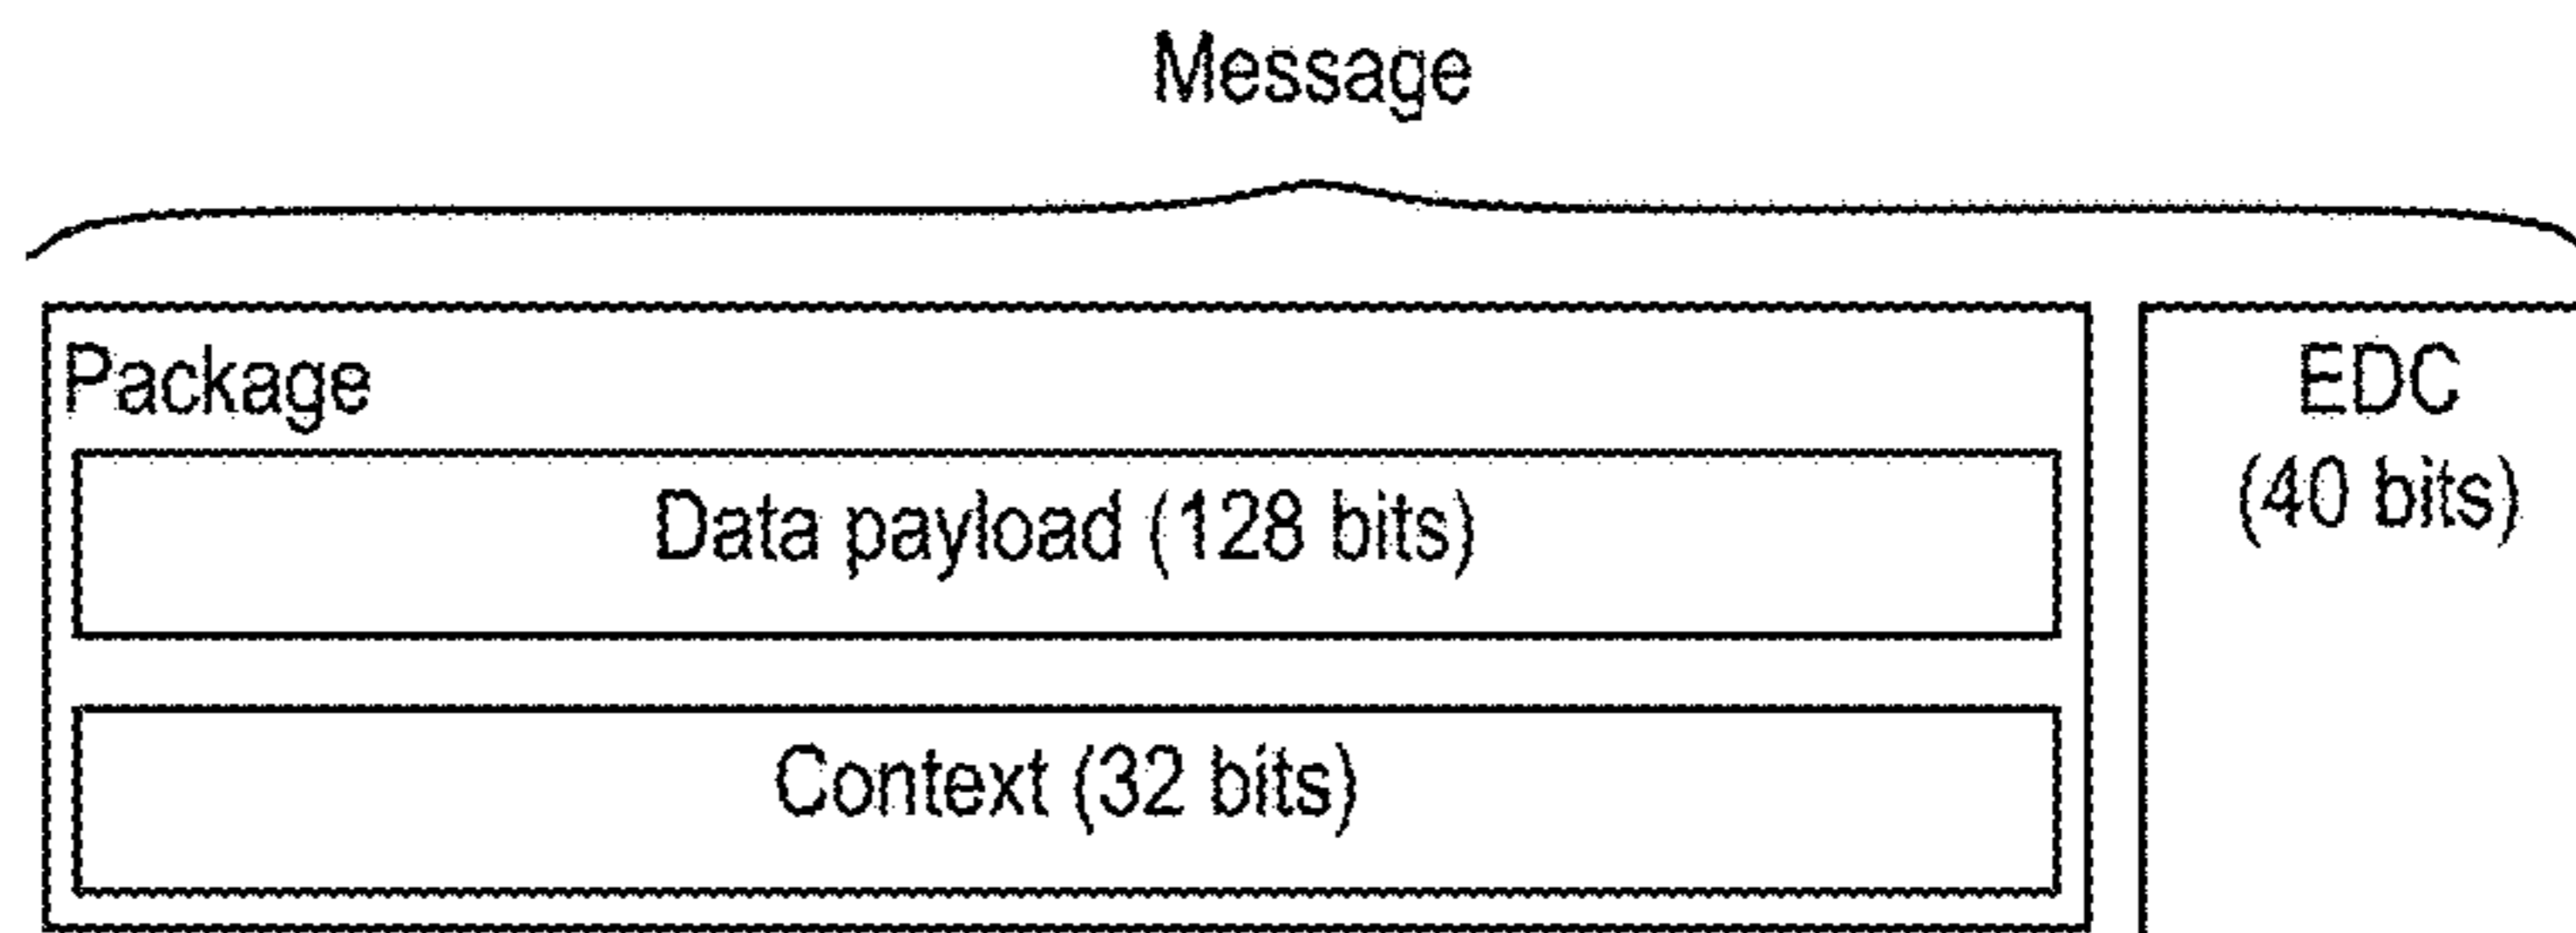 Message
Package
Data payload (128 bits)
Context (32 bits)
EDC
(40 bits)